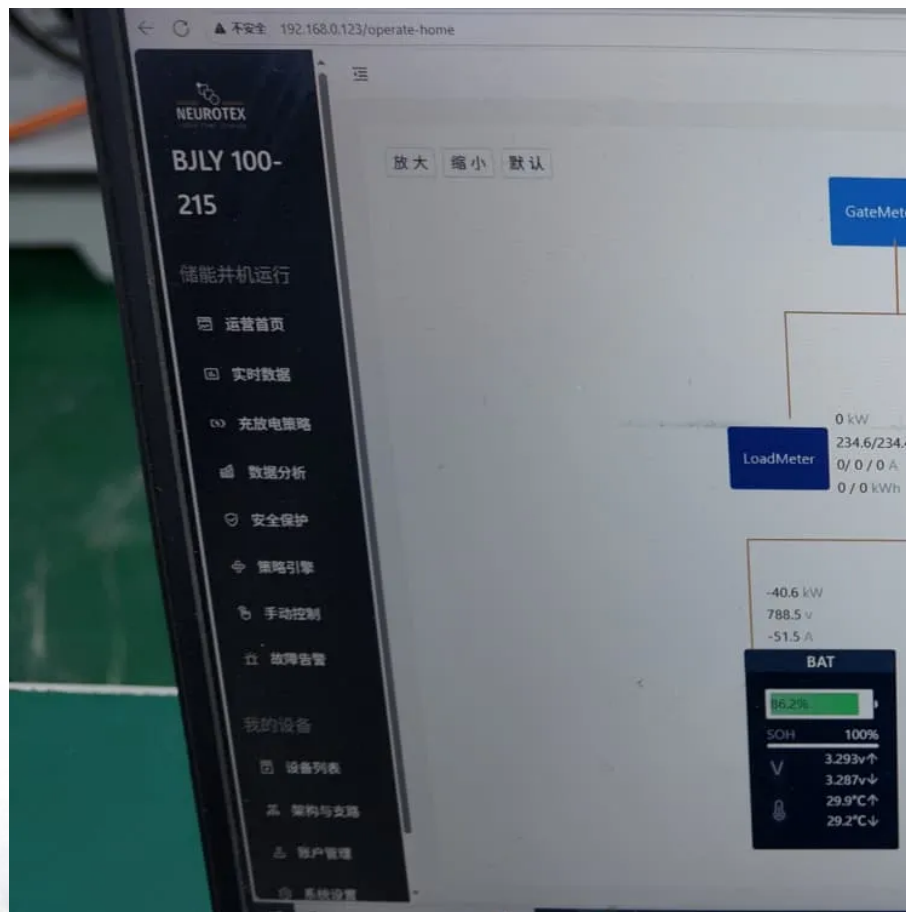 不安全 192.168.0.123/operate-home
NEUROTEX
BJLY 100-
215
放大 缩小 默认
GateMet
储能并机运行
运营首页
实时数据
充放电策略
数据分析
安全保护
策略引擎
手动控制
故障告警
我的设备
设备列表
架构与支路
账户管理
系统设置
LoadMeter
0 kW
234.6/234.
0/ 0 / 0 A
0 / 0 kWh
-40.6 kW
788.5 v
-51.5 A
BAT
86.2%
SOH 100%
V
3.293v↑
3.287v↓
29.9°C↑
29.2°C↓